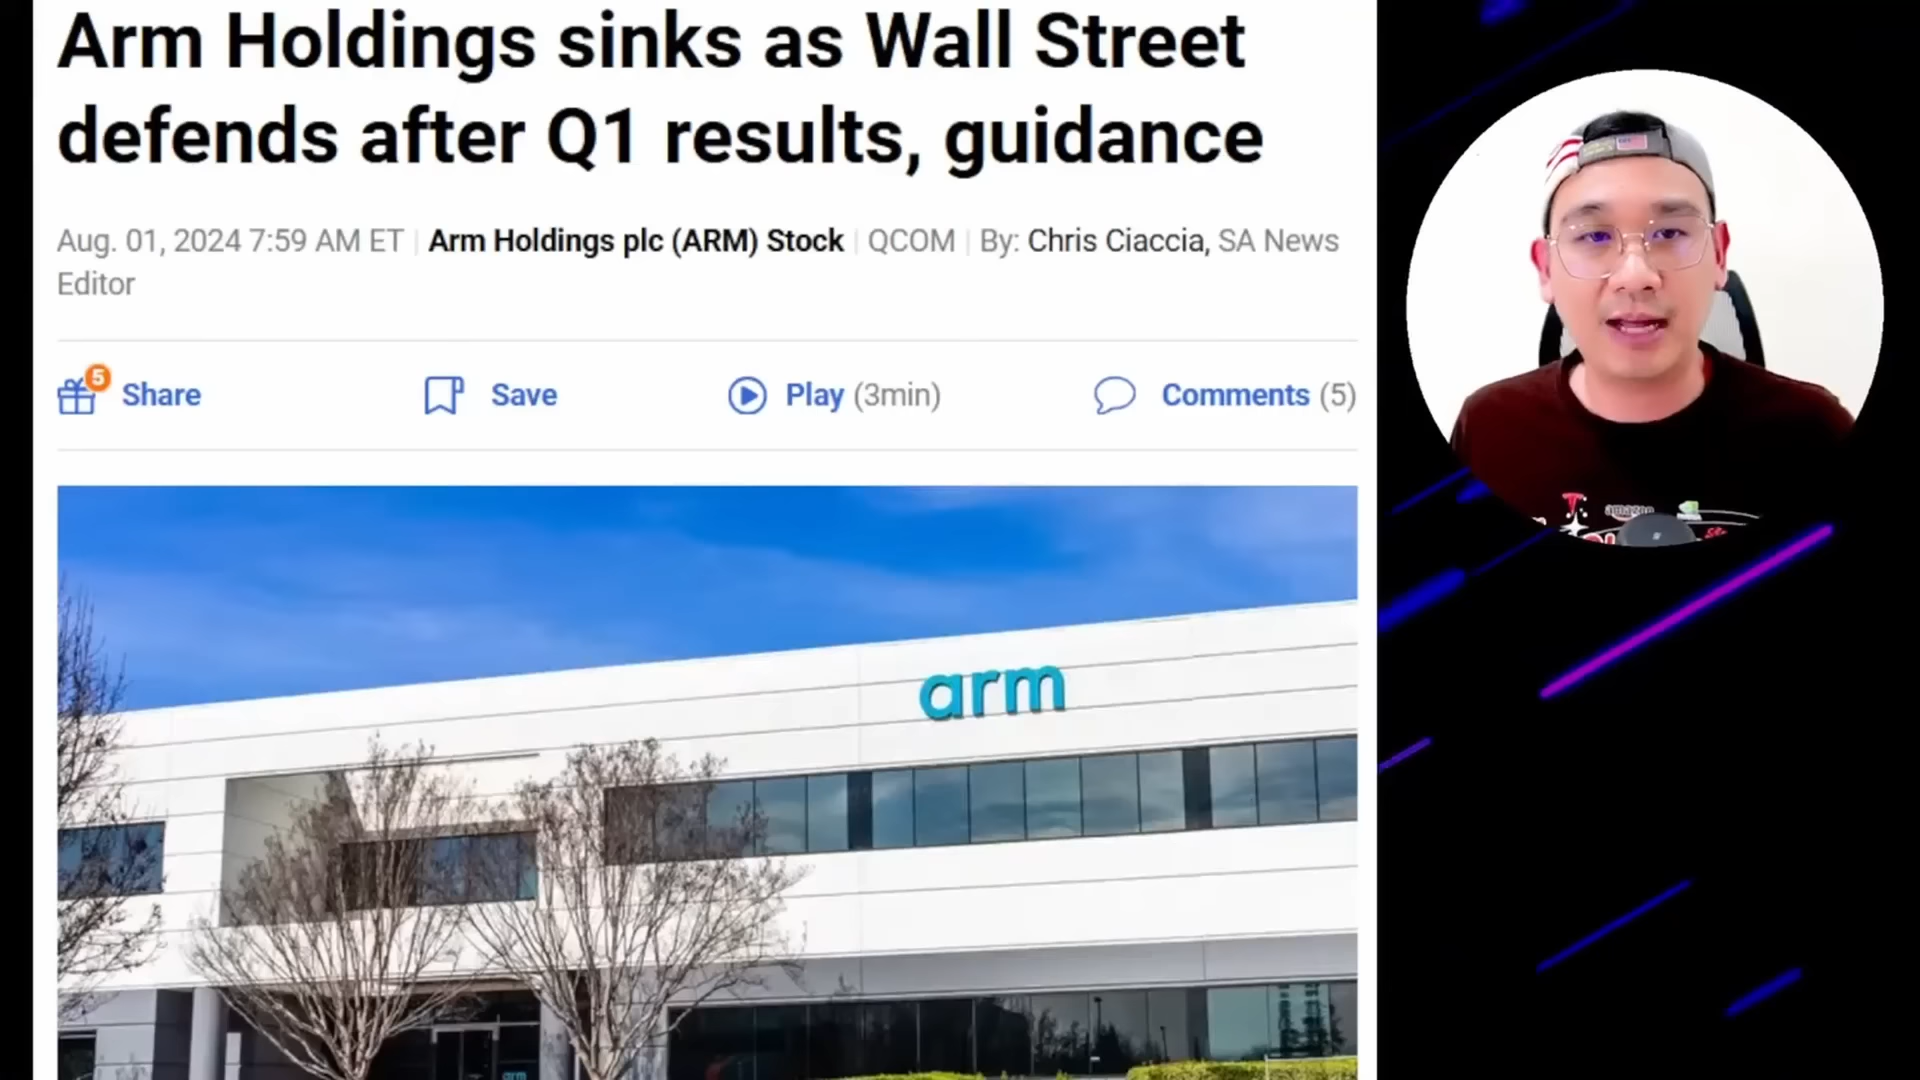 Arm Holdings sinks as Wall Street
defends after Q1 results, guidance
Aug. 01, 2024 7:59 AM ET | Arm Holdings plc (ARM) Stock | QCOM | By: Chris Ciaccia, SA News
Editor
5
Share
Save
Play (3min)
Comments (5)
arm
amazon
arm